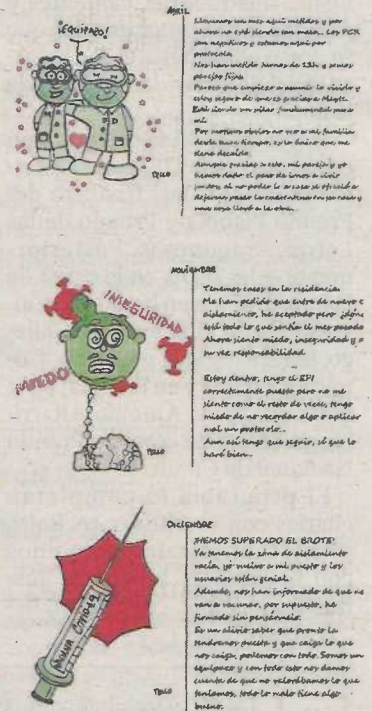 ABRIL
¡EQUIPAZO!
TELLO
Llevamos un mes aquí metidos y por
ahora no está siendo tan malo... Los PCR
son negativos y estamos aquí por
protocolo.
Nos han metido turnos de 12h y somos
parejas fijas.
Parece que empiezo a asumir lo vivido y
estoy seguro de que es gracias a
Está siendo un pilar fundamental para
mí.
Por motivos obvios no veo a mi familia
desde hace tiempo, es lo único que me
tiene decaído.
Aunque gracias a esto, mi pareja y yo
hemos dado el paso de irnos a vivir
juntos, al no poder ir a casa se ofreció a
dejarme pasar la cuarentena en su casa y
una cosa llevó a la otra...
NOVIEMBRE
INSEGURIDAD
MIEDO
TELLO
Tenemos casos en la residencia.
Me han pedido que entre de nuevo
aislamiento, he aceptado pero ¿dónde
está todo lo que sentía el mes pasado
Ahora siento miedo, inseguridad y a
su vez responsabilidad.
Estoy dentro, tengo el EPI
correctamente puesto pero no me
siento como el resto de veces, tengo
miedo de no recordar algo o aplicar
mal un protocolo...
Aun así tengo que seguir, sé que lo
haré bien...
DICIEMBRE
VACUNA COVID-19
TELLO
¡HEMOS SUPERADO EL BROTE!
Ya tenemos la zona de aislamiento
vacía, yo vuelvo a mi puesto y los
usuarios están genial.
Además, nos han informado de que nos
van a vacunar, por supuesto, he
firmado sin pensármelo.
Es un alivio saber que pronto la
tendremos puesta y que caiga lo que
nos caiga, podemos con todo. Somos un
equipazo y con todo esto nos damos
cuenta de que no valorábamos lo que
teníamos, todo lo malo tiene algo
bueno.